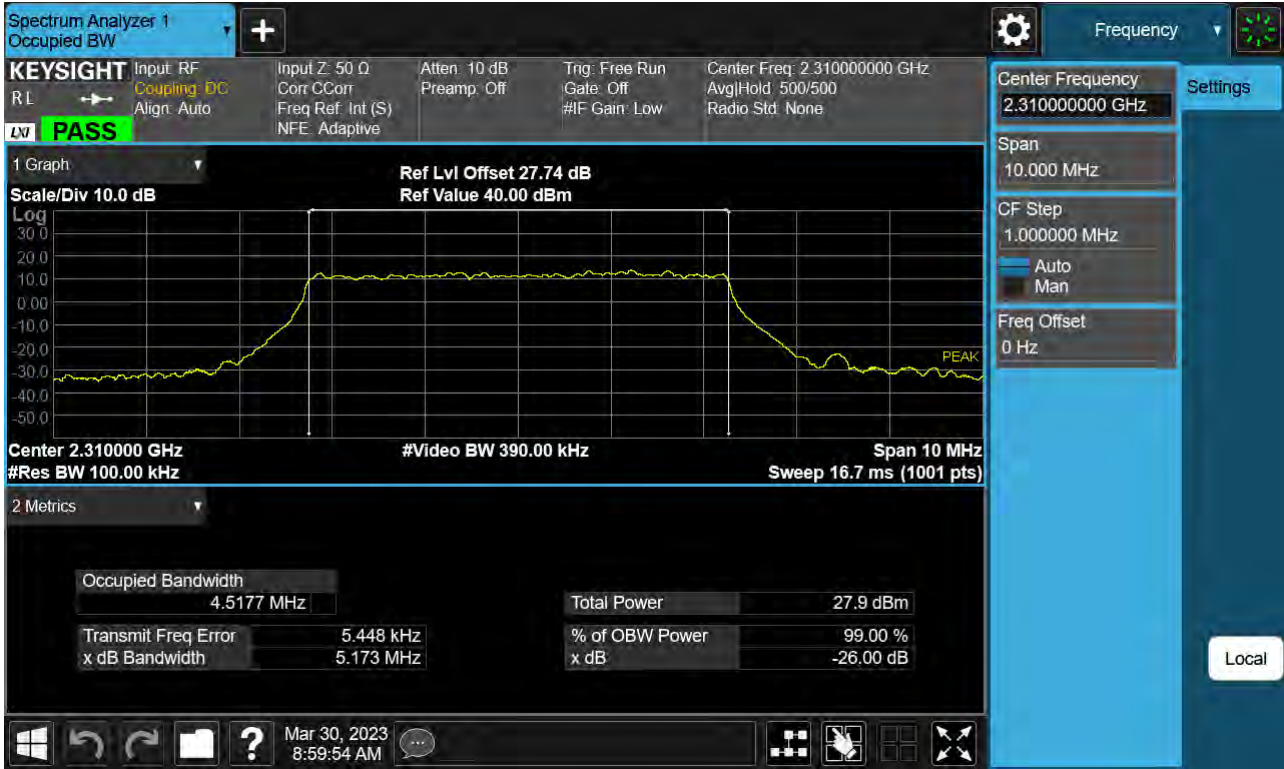 Spectrum Analyzer 1
Occupied BW
Frequency
KEYSIGHT
RL
LXI
PASS
Input: RF
Coupling: DC
Align: Auto
Input Z: 50 Ω
Corr CCorr
Freq Ref: Int (S)
NFE: Adaptive
Atten: 10 dB
Preamp: Off
Trig: Free Run
Gate: Off
#IF Gain: Low
Center Freq: 2.310000000 GHz
Avg|Hold: 500/500
Radio Std: None
Center Frequency
2.310000000 GHz
Settings
Span
10.000 MHz
CF Step
1.000000 MHz
Auto
Man
Freq Offset
0 Hz
Local
1 Graph
Scale/Div 10.0 dB
Ref Lvl Offset 27.74 dB
Ref Value 40.00 dBm
Log
30.0
20.0
10.0
0.00
-10.0
-20.0
-30.0
-40.0
-50.0
PEAK
Center 2.310000 GHz
#Video BW 390.00 kHz
Span 10 MHz
#Res BW 100.00 kHz
Sweep 16.7 ms (1001 pts)
2 Metrics
Occupied Bandwidth
4.5177 MHz
Total Power 27.9 dBm
Transmit Freq Error 5.448 kHz
% of OBW Power 99.00 %
x dB Bandwidth 5.173 MHz
x dB -26.00 dB
?
Mar 30, 2023
8:59:54 AM